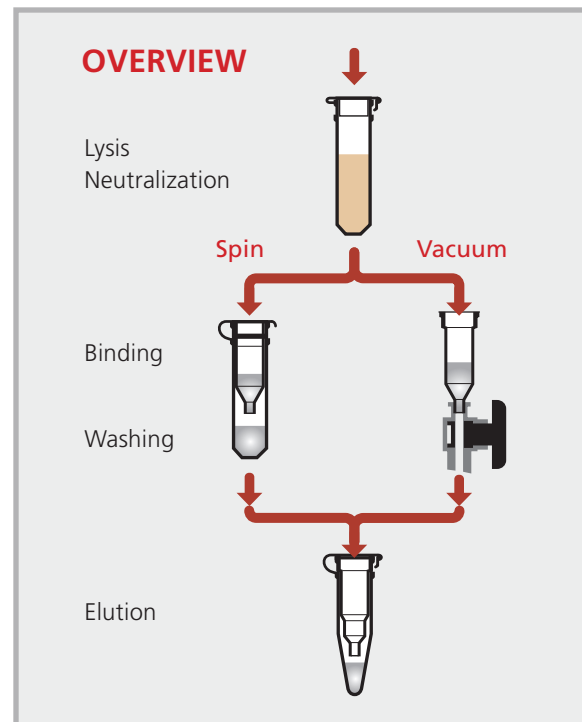 OVERVIEW
Lysis
Neutralization
Spin
Vacuum
Binding
Washing
Elution